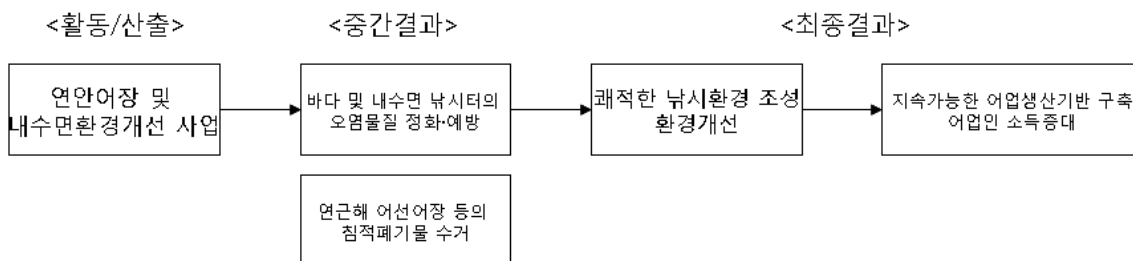 <활동/산출>
<중간결과>
<최종결과>
연안어장 및
내수면환경개선 사업
바다 및 내수면 낚시터의
오염물질 정화·예방
쾌적한 낚시환경 조성
환경개선
지속가능한 어업생산기반 구축
어업인 소득증대
연근해 어선어장 등의
침적폐기물 수거